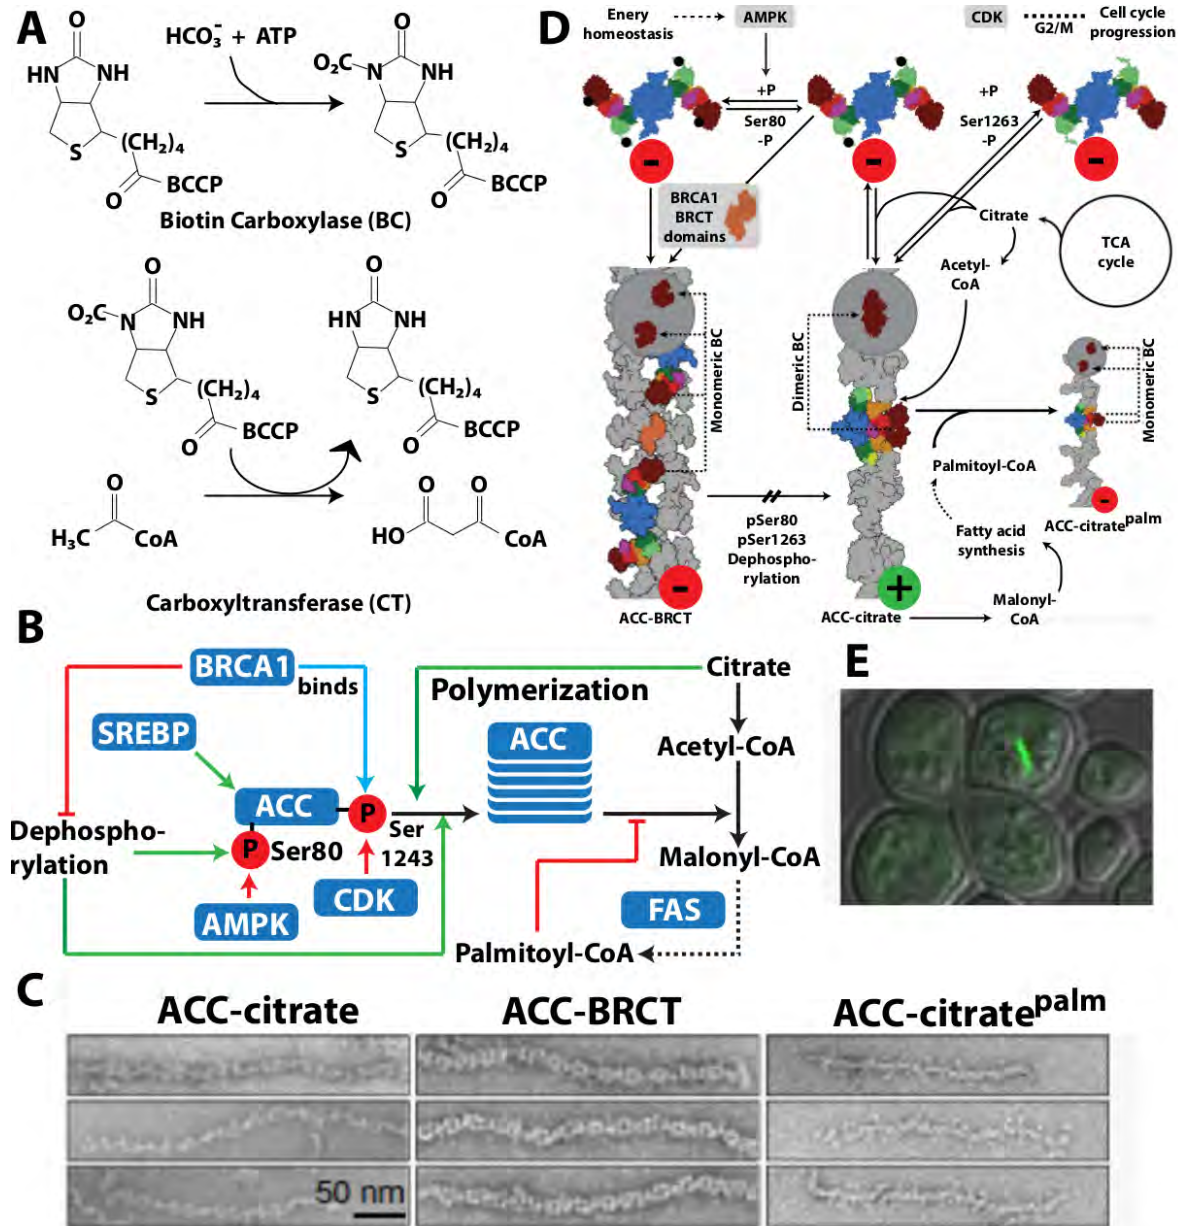 A
O
HN
NH
S
(CH₂)₄
O
BCCP
HCO₃⁻ + ATP
O
O₂C
N
NH
S
(CH₂)₄
O
BCCP
Biotin Carboxylase (BC)
O
O₂C
N
NH
S
(CH₂)₄
O
BCCP
O
HN
NH
S
(CH₂)₄
O
BCCP
O
H₃C
CoA
O
O
HO
CoA
Carboxyltransferase (CT)
B
BRCA1
binds
SREBP
ACC
P
Ser
1243
P
Ser80
Dephospho-
rylation
AMPK
CDK
Polymerization
ACC
Citrate
Acetyl-CoA
Malonyl-CoA
FAS
Palmitoyl-CoA
C
ACC-citrate
ACC-BRCT
ACC-citrate palm
50 nm
D
Enery
homeostasis
AMPK
CDK
G2/M
Cell cycle
progression
+P
Ser80
-P
+P
Ser1263
-P
-
-
-
BRCA1
BRCT
domains
Citrate
TCA
cycle
Acetyl-
CoA
Monomeric BC
Dimeric BC
Monomeric BC
pSer80
pSer1263
Dephospho-
rylation
Palmitoyl-CoA
Fatty acid
synthesis
Malonyl-
CoA
-
ACC-BRCT
+
ACC-citrate
-
ACC-citrate palm
E